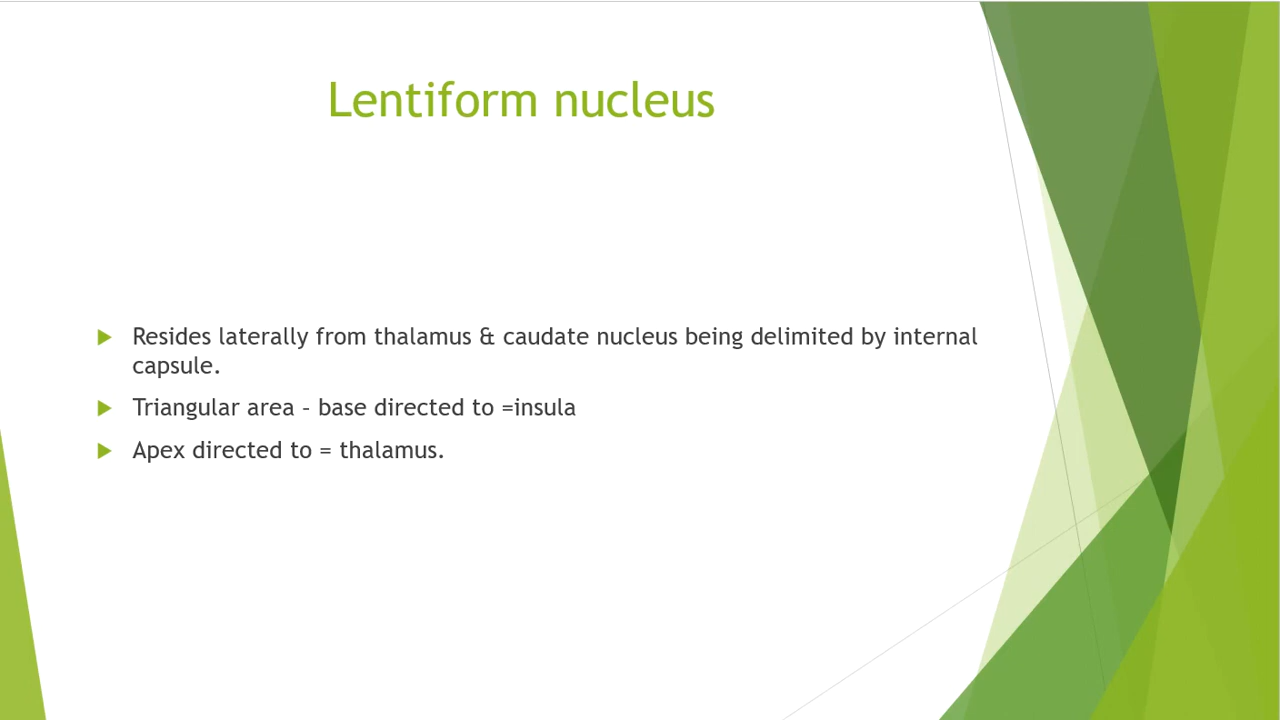 Lentiform nucleus
Resides laterally from thalamus & caudate nucleus being delimited by internal
capsule.
Triangular area - base directed to =insula
Apex directed to = thalamus.